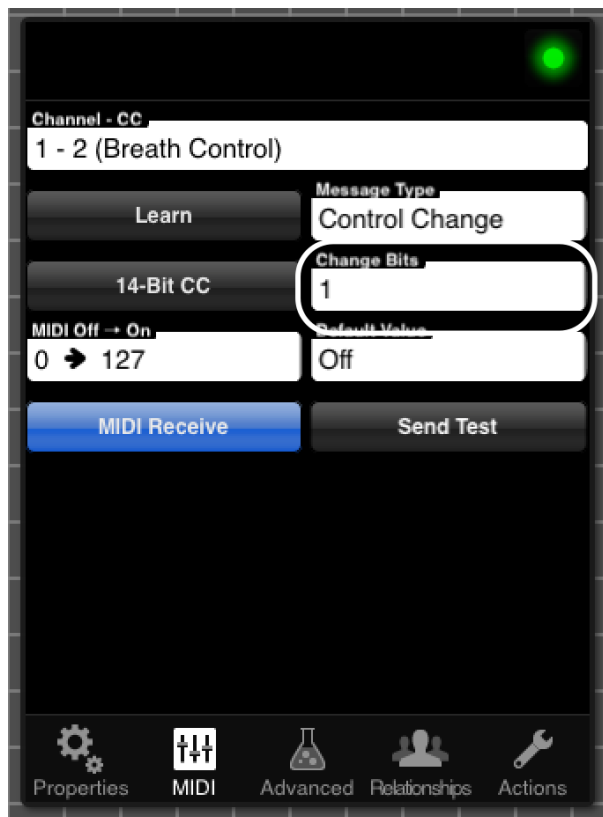 Channel - CC
1 - 2 (Breath Control)
Learn
Message Type
Control Change
14-Bit CC
Change Bits
1
MIDI Off → On
0 ➔ 127
Default Value
Off
MIDI Receive
Send Test
Properties
MIDI
Advanced
Relationships
Actions